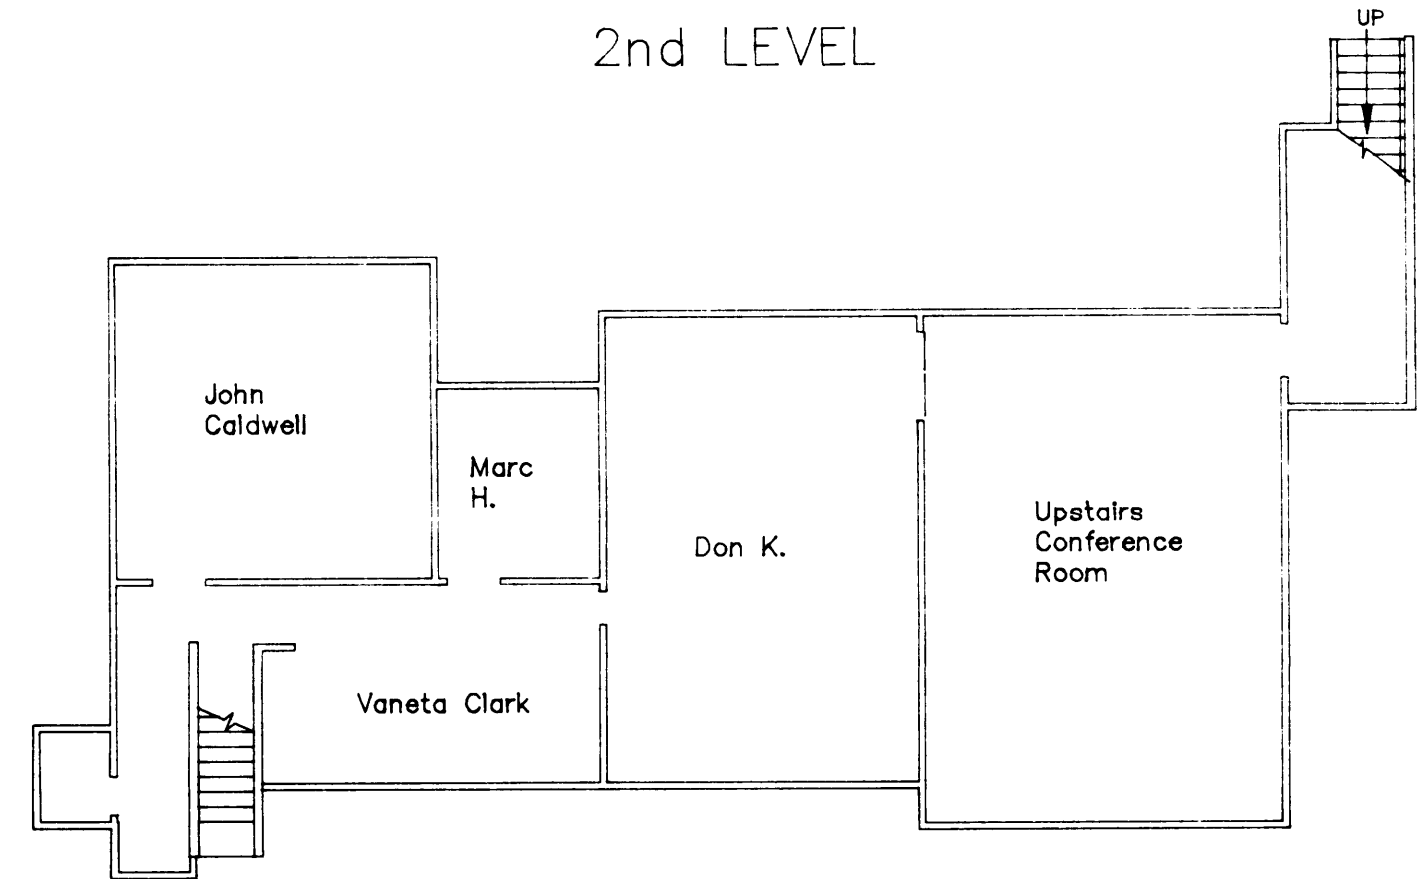 2nd LEVEL
UP
John
Caldwell
Marc
H.
Don K.
Upstairs
Conference
Room
Vaneta Clark